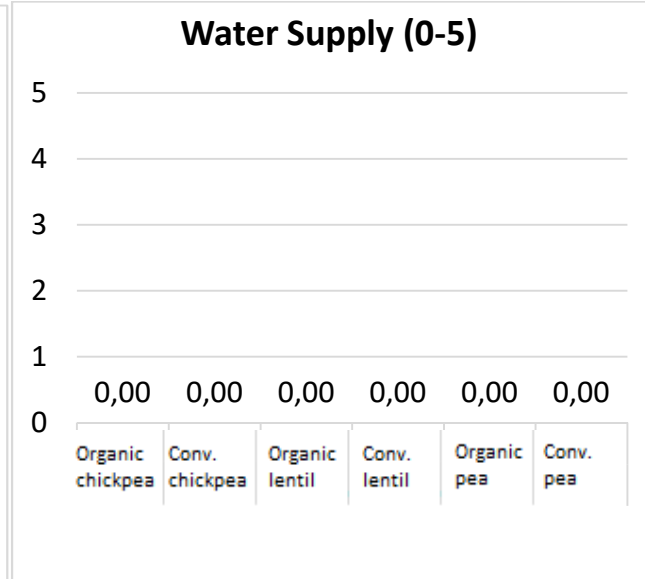 Water Supply (0-5)
5
4
3
2
1
0
0,00 0,00 0,00 0,00 0,00 0,00
Organic Conv. Organic Conv. Organic Conv.
chickpea chickpea lentil lentil pea pea